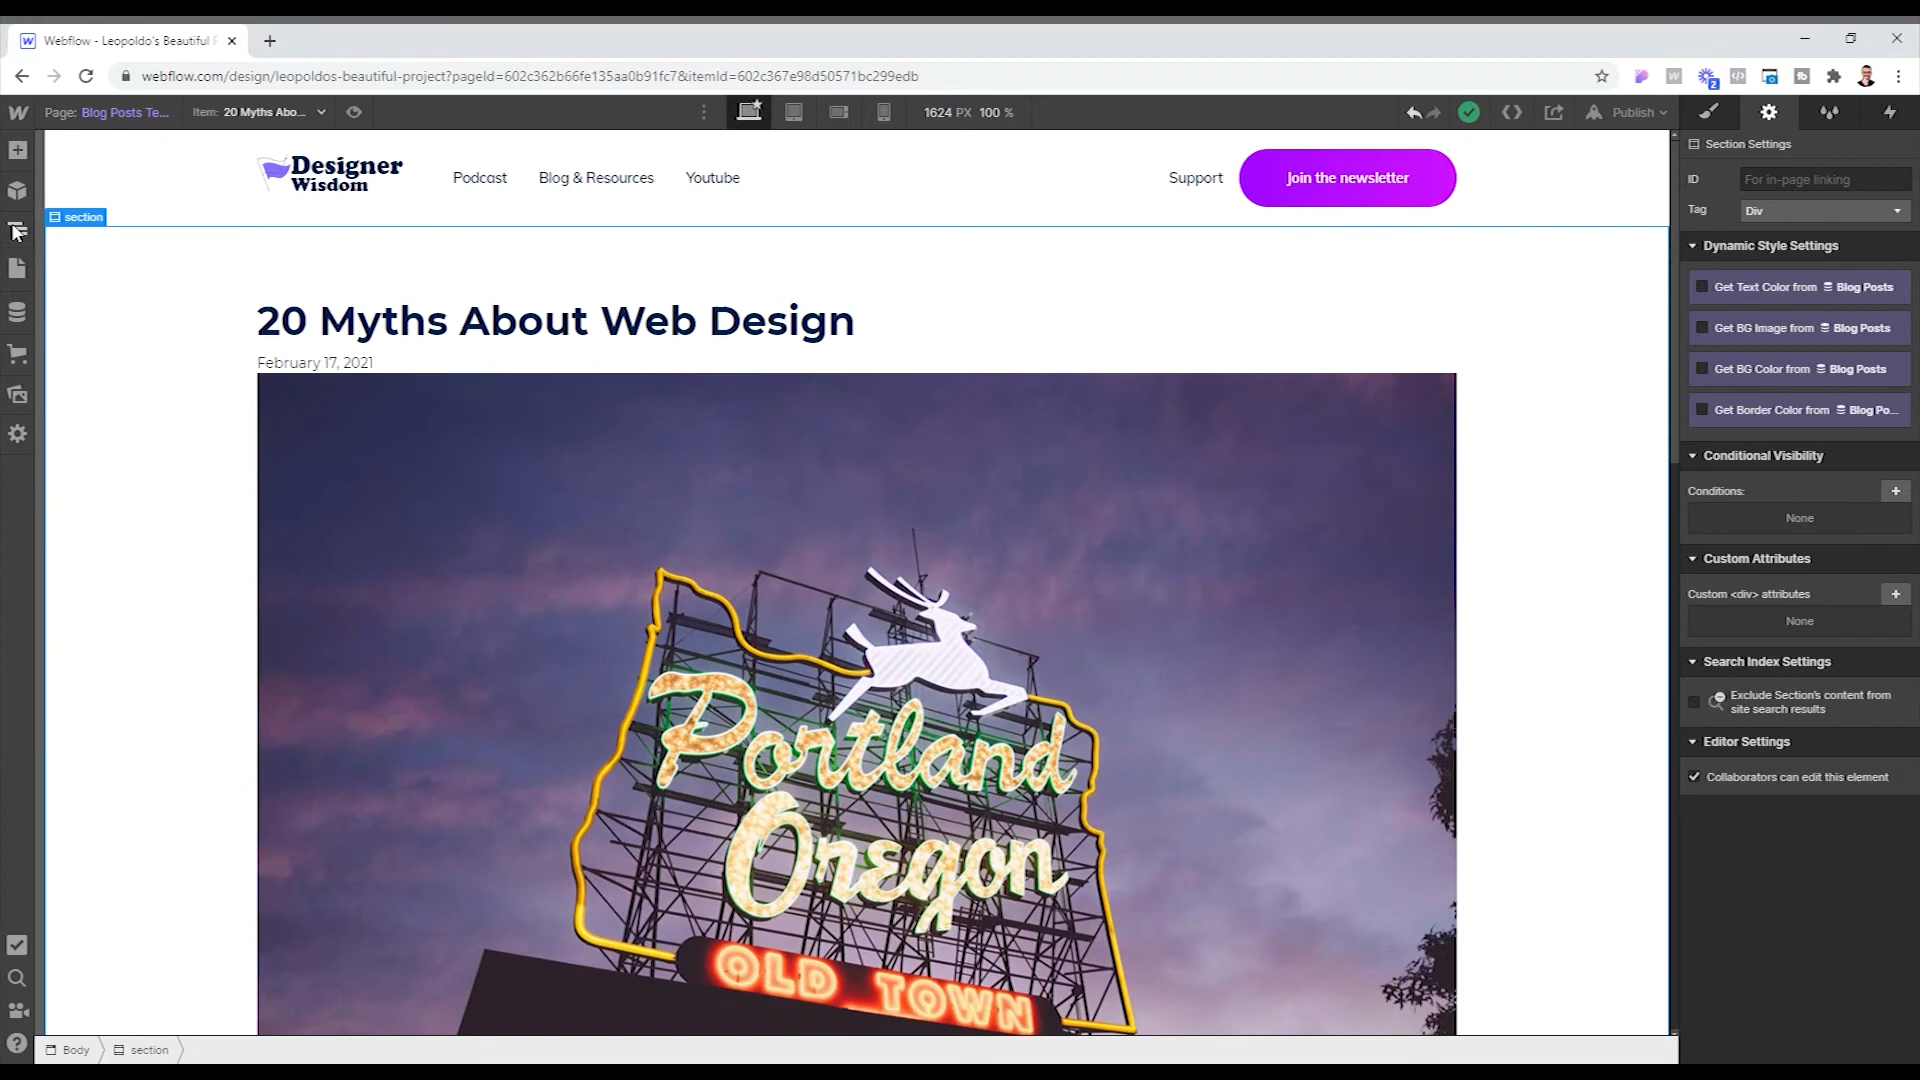 Webflow - Leopoldo's Beautiful P
webflow.com/design/leopoldos-beautiful-project?pageId=602c362b66fe135aa0b91fc7&itemId=602c367e98d50571bc299edb
2
Page: Blog Posts Te... Item: 20 Myths Abo... 1624 PX 100 % Publish
Designer
Wisdom
Podcast Blog & Resources Youtube Support Join the newsletter
section
20 Myths About Web Design
February 17, 2021
Portland
Oregon
OLD TOWN
Body section
Section Settings
ID For in-page linking
Tag Div
Dynamic Style Settings
Get Text Color from Blog Posts
Get BG Image from Blog Posts
Get BG Color from Blog Posts
Get Border Color from Blog Po...
Conditional Visibility
Conditions: +
None
Custom Attributes
Custom <div> attributes +
None
Search Index Settings
Exclude Section's content from
site search results
Editor Settings
Collaborators can edit this element